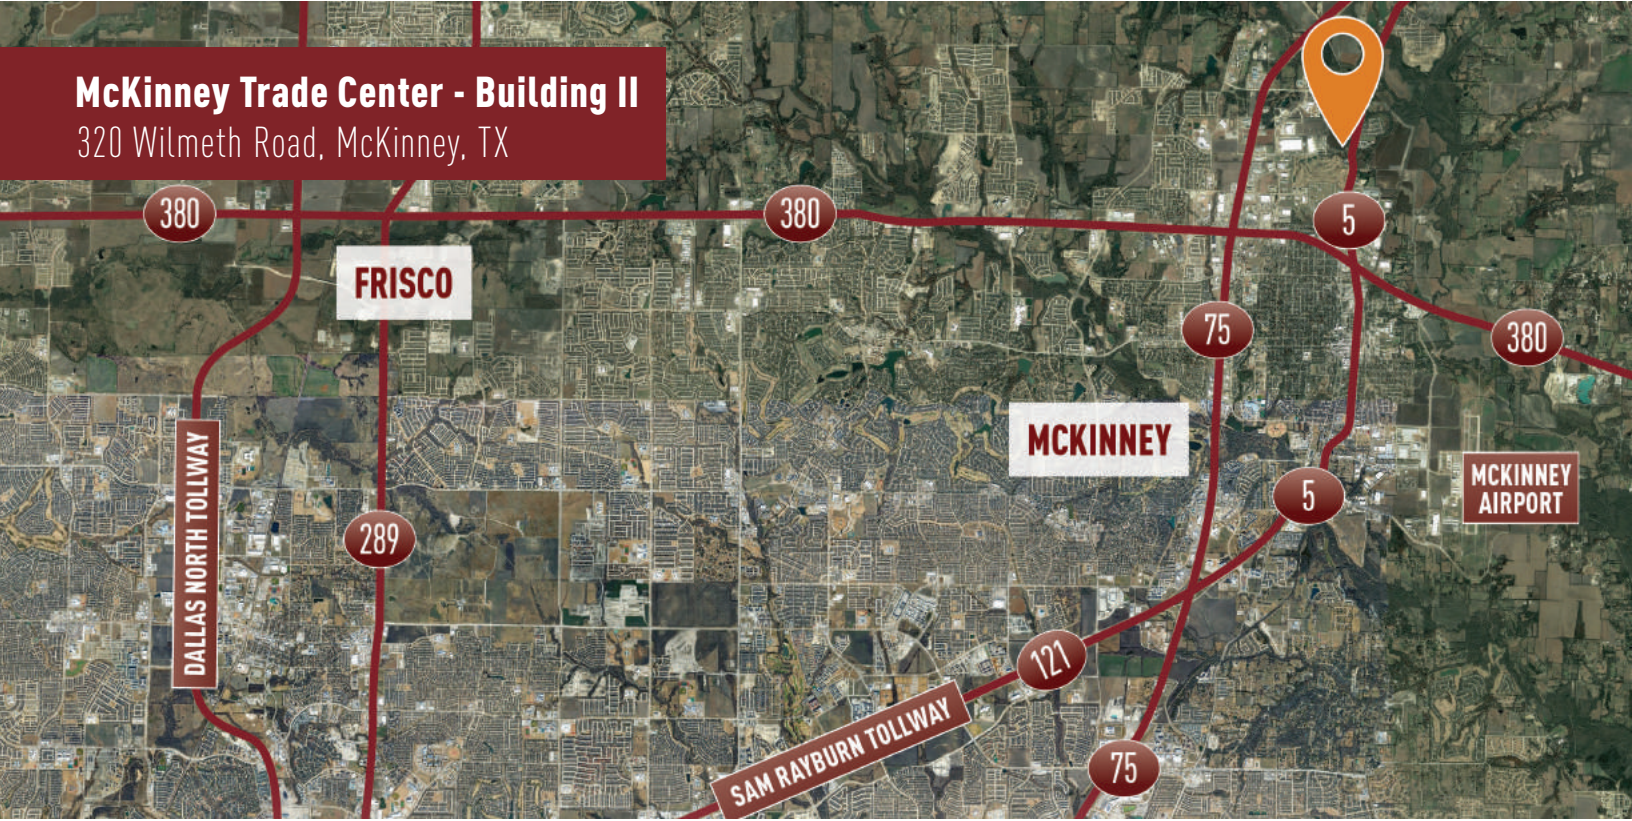 McKinney Trade Center - Building II
320 Wilmeth Road, McKinney, TX
380
380
5
FRISCO
75
380
MCKINNEY
MCKINNEY
AIRPORT
5
DALLAS NORTH TOLLWAY
289
121
SAM RAYBURN TOLLWAY
75